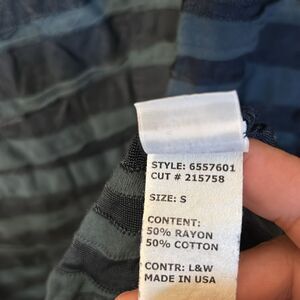 STYLE: 6557601
CUT # 215758
SIZE: S
CONTENT:
50% RAYON
50% COTTON
CONTR: L&W
MADE IN USA